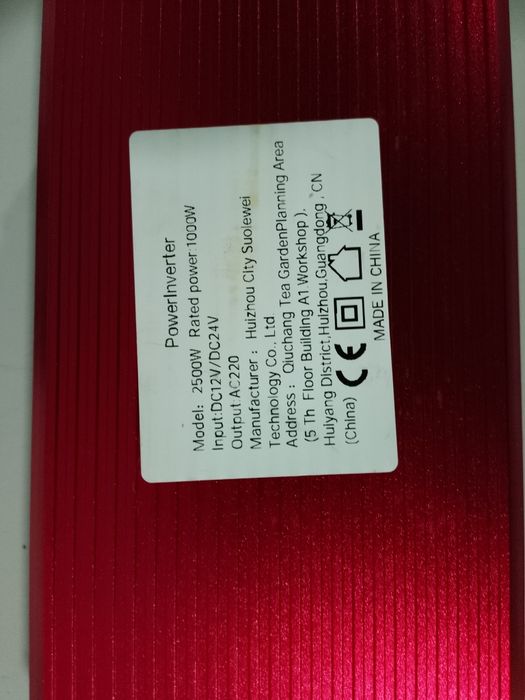 PowerInverter
Model: 2500W Rated power:1000W
Input:DC12V/DC24V
Output AC220
Manufacturer : Huizhou City Suolewei
Technology Co., Ltd
Address : Qiuchang Tea GardenPlanning Area
(5 Th Floor Building A1 Workshop ).
Huiyang District,Huizhou,Guangdong ,CN
(China) CE
MADE IN CHINA